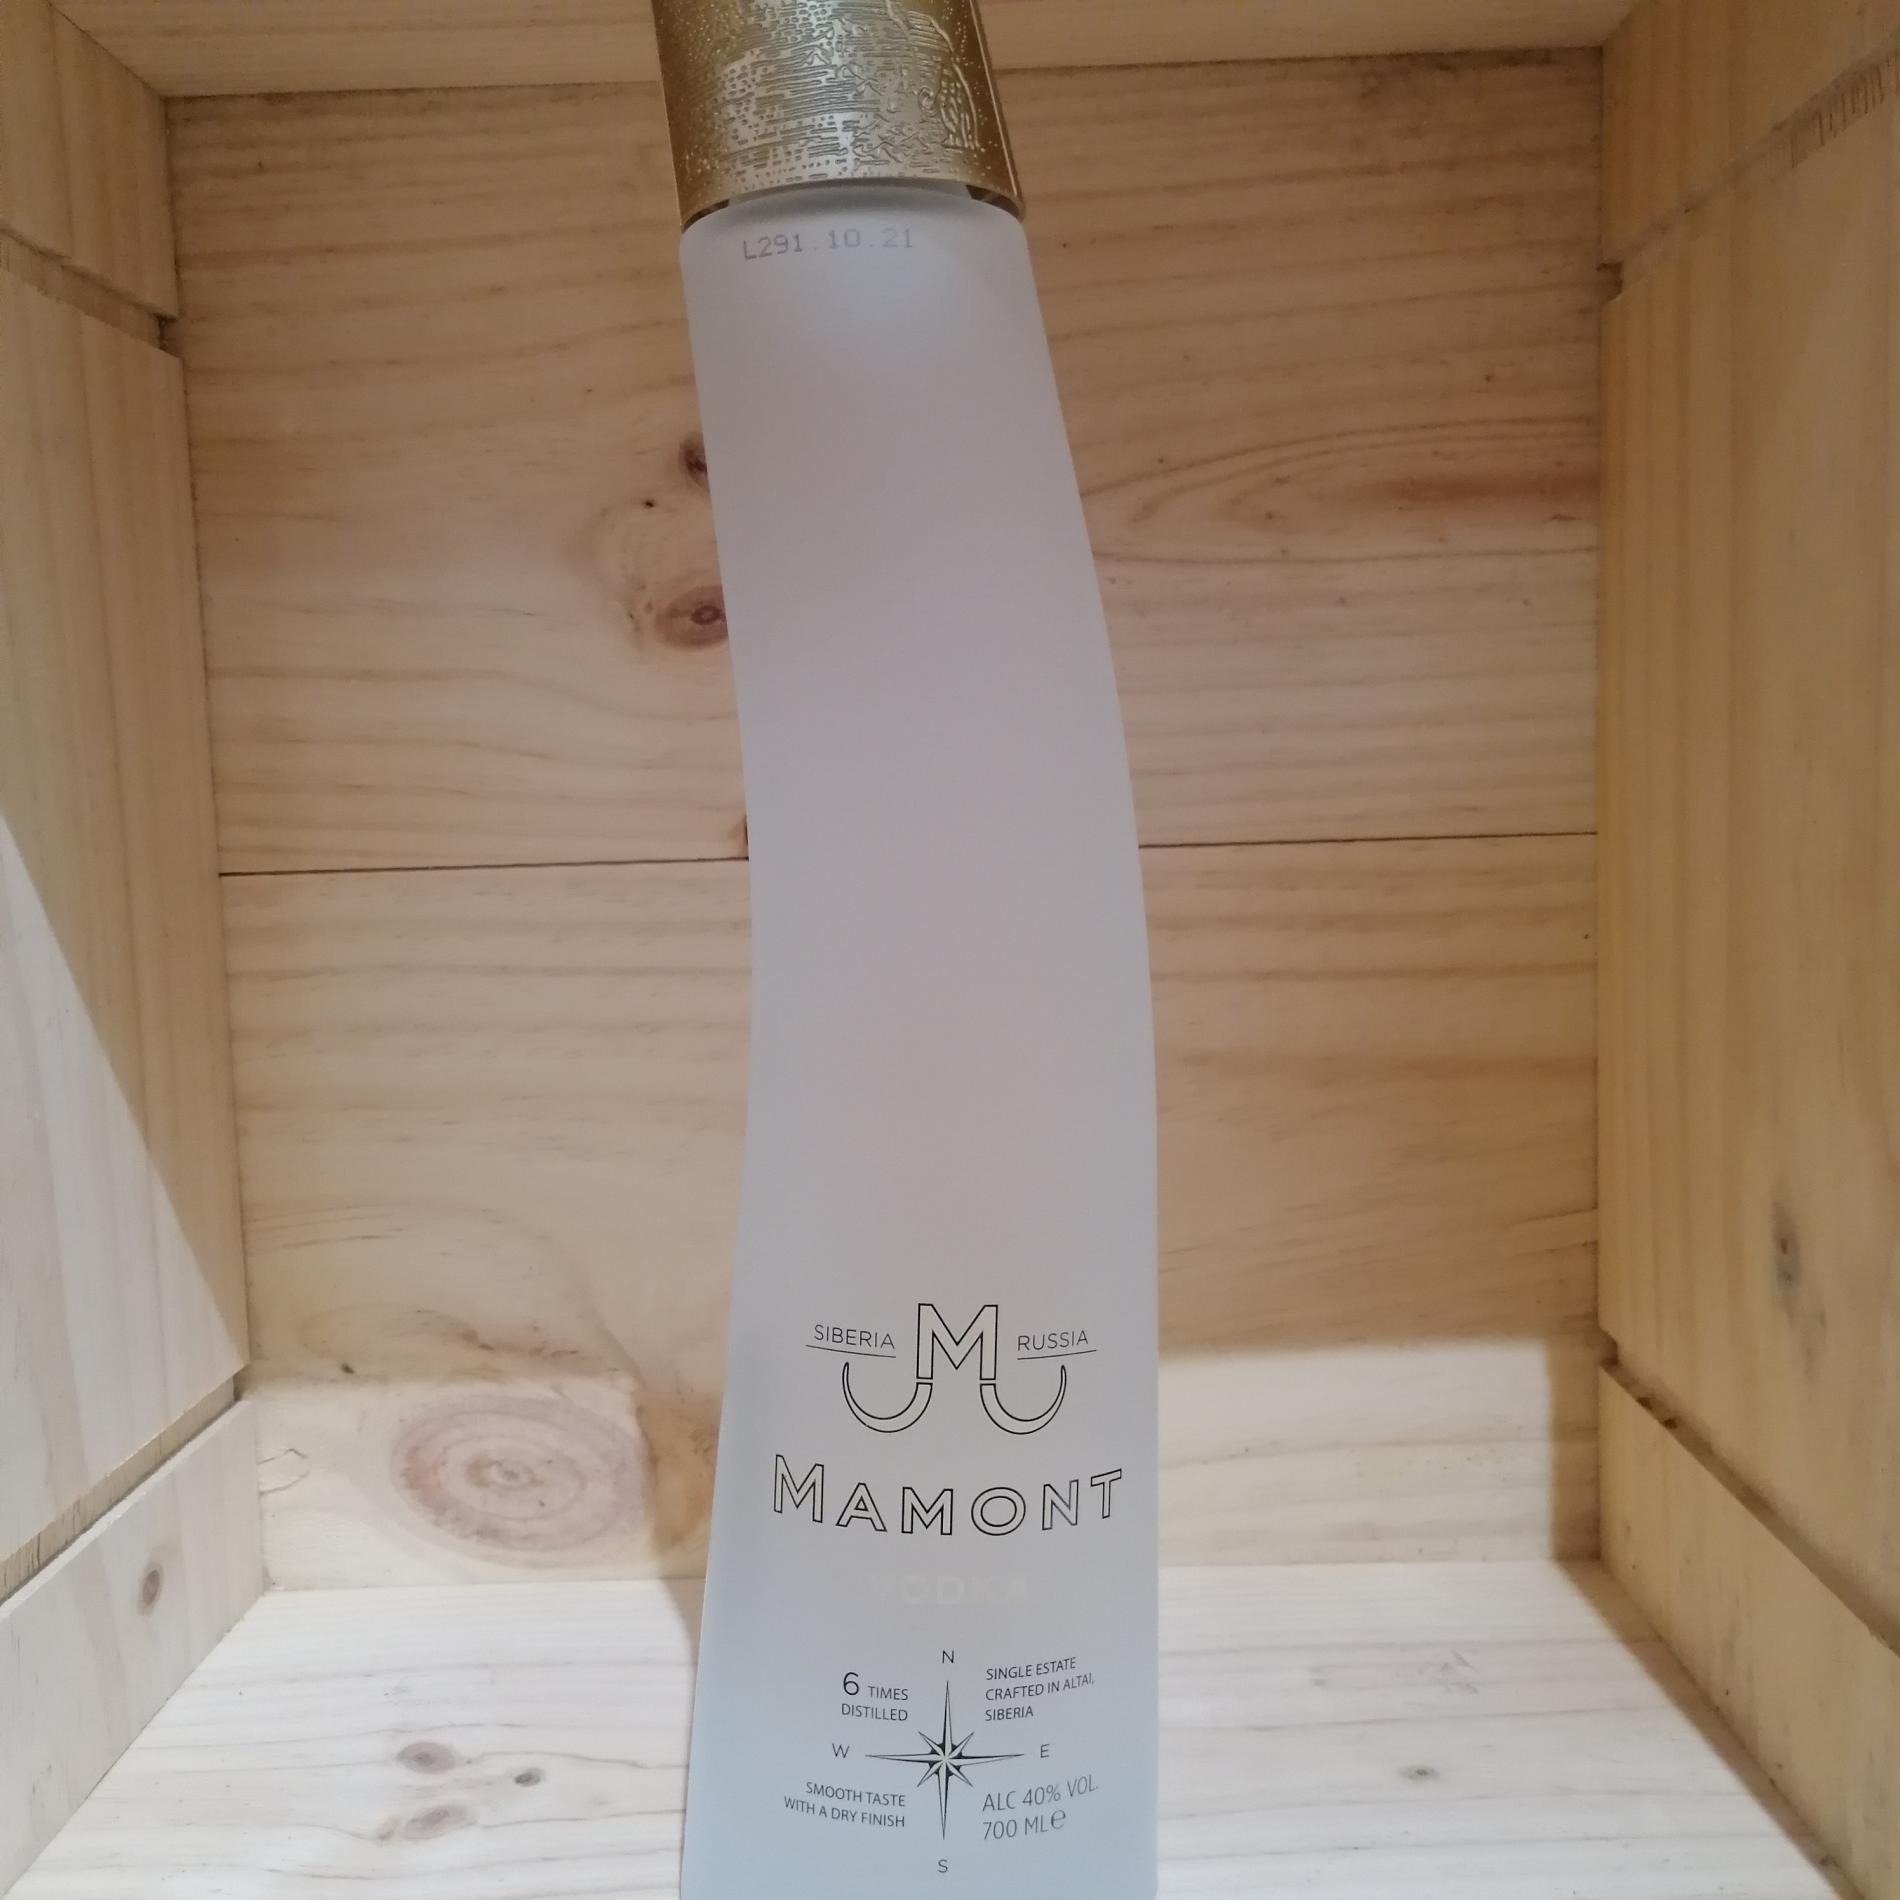 L291.10.21
SIBERIA M RUSSIA
MAMONT
VODKA
N
6 TIMES
DISTILLED
SINGLE ESTATE
CRAFTED IN ALTAI,
SIBERIA
W E
SMOOTH TASTE
WITH A DRY FINISH
ALC 40% VOL.
700 ML℮
S